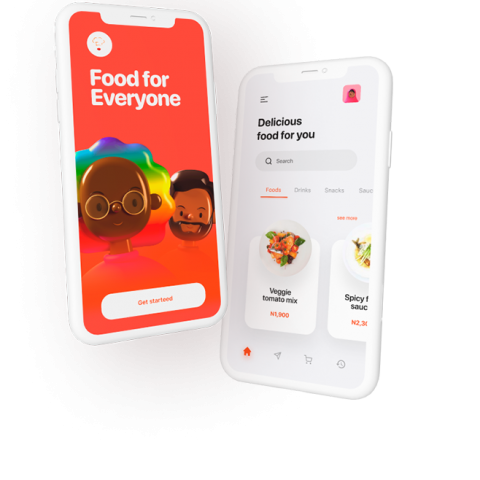 Food for
Everyone
Get starteed
Delicious
food for you
Search
Foods Drinks Snacks Sauc
see more
Veggie
tomato mix
N1,900
Spicy f
sauc
N2,3